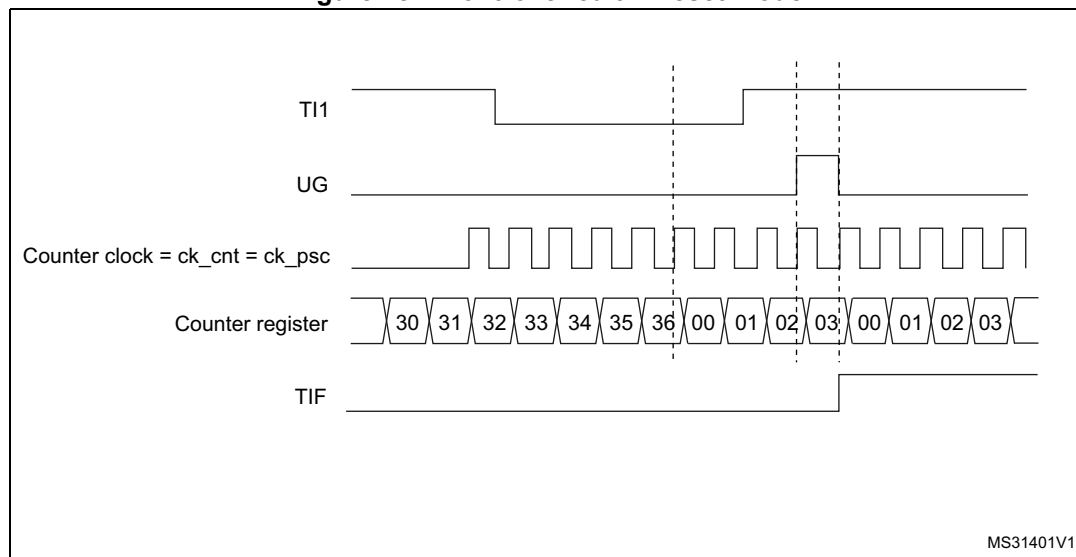 TI1
UG
Counter clock = ck_cnt = ck_psc
Counter register 30 31 32 33 34 35 36 00 01 02 03 00 01 02 03
TIF
MS31401V1